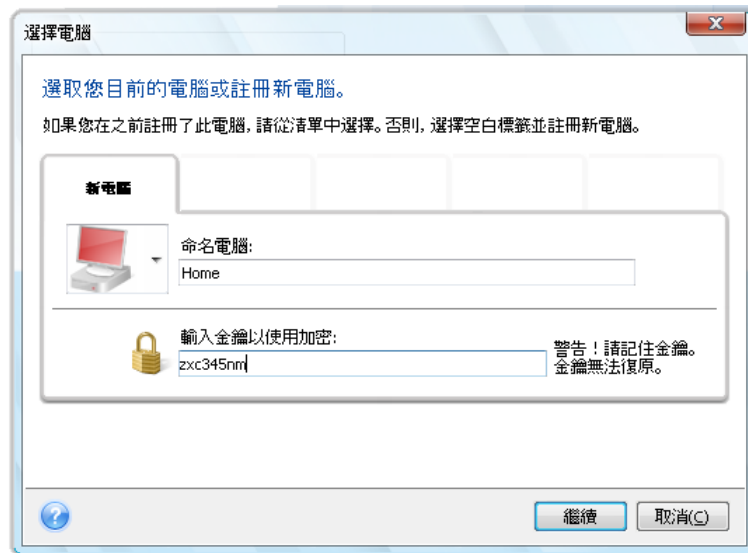 選擇電腦
選取您目前的電腦或註冊新電腦。
如果您在之前註冊了此電腦, 請從清單中選擇。否則, 選擇空白標籤並註冊新電腦。
新電腦
命名電腦:
Home
輸入金鑰以使用加密:
zxc345nm
警告！請記住金鑰。
金鑰無法復原。
繼續
取消(C)